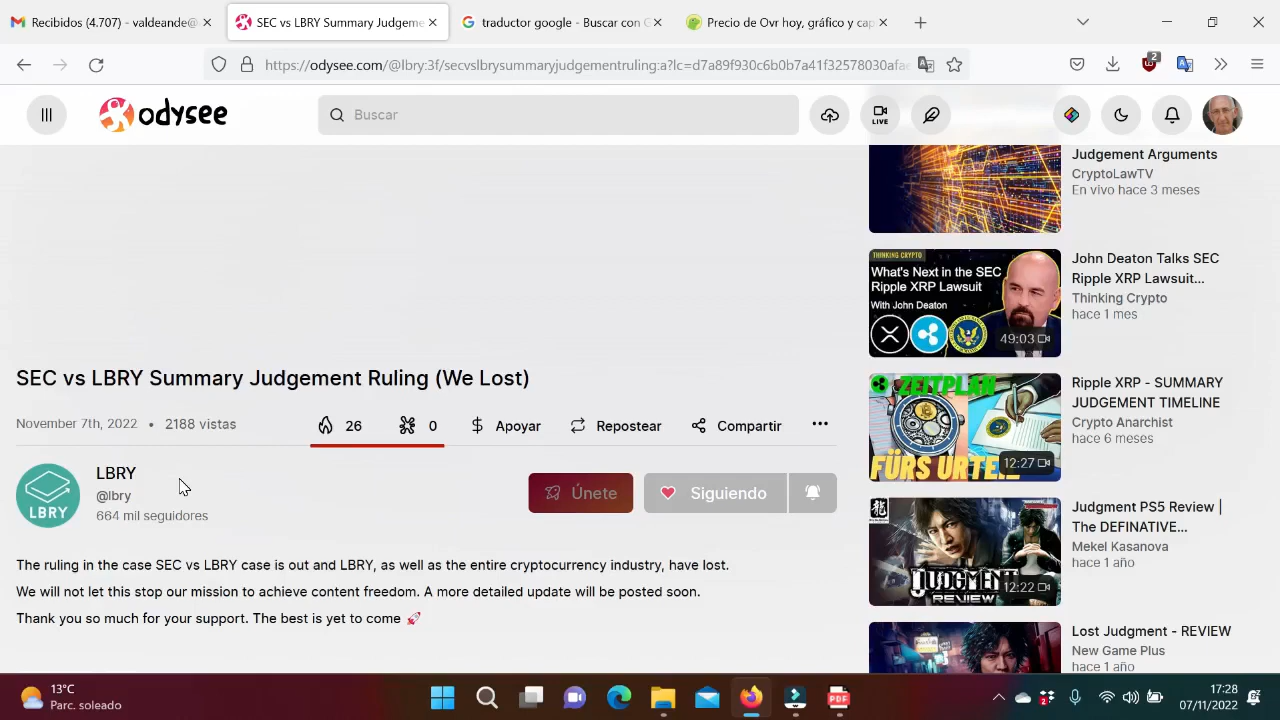 Recibidos (4.707) - valdeande@
SEC vs LBRY Summary Judgeme
traductor google - Buscar con G
Precio de Ovr hoy, gráfico y cap
https://odysee.com/@lbry:3f/secvslbrysummaryjudgementruling:a?lc=d7a89f930c6b0b7a41f32578030afae
2
odysee
Buscar
LIVE
Judgement Arguments
CryptoLawTV
En vivo hace 3 meses
THINKING CRYPTO
What's Next in the SEC
Ripple XRP Lawsuit
With John Deaton
49:03
John Deaton Talks SEC
Ripple XRP Lawsuit...
Thinking Crypto
hace 1 mes
SEC vs LBRY Summary Judgement Ruling (We Lost)
November 7th, 2022 • 2188 vistas
26
0
Apoyar
Repostear
Compartir
ZEITPLAN
FÜRS URTEIL
12:27
Ripple XRP - SUMMARY
JUDGEMENT TIMELINE
Crypto Anarchist
hace 6 meses
LBRY
LBRY
@lbry
664 mil seguidores
Únete
Siguiendo
JUDGMENT
REVIEW
12:22
Judgment PS5 Review |
The DEFINATIVE...
Mekel Kasanova
hace 1 año
The ruling in the case SEC vs LBRY case is out and LBRY, as well as the entire cryptocurrency industry, have lost.
We will not let this stop our mission to achieve digital freedom. A more detailed update will be posted soon.
Thank you so much for your support. The best is yet to come 🚀
Lost Judgment - REVIEW
New Game Plus
hace 1 año
13°C
Parc. soleado
PDF
17:28
07/11/2022